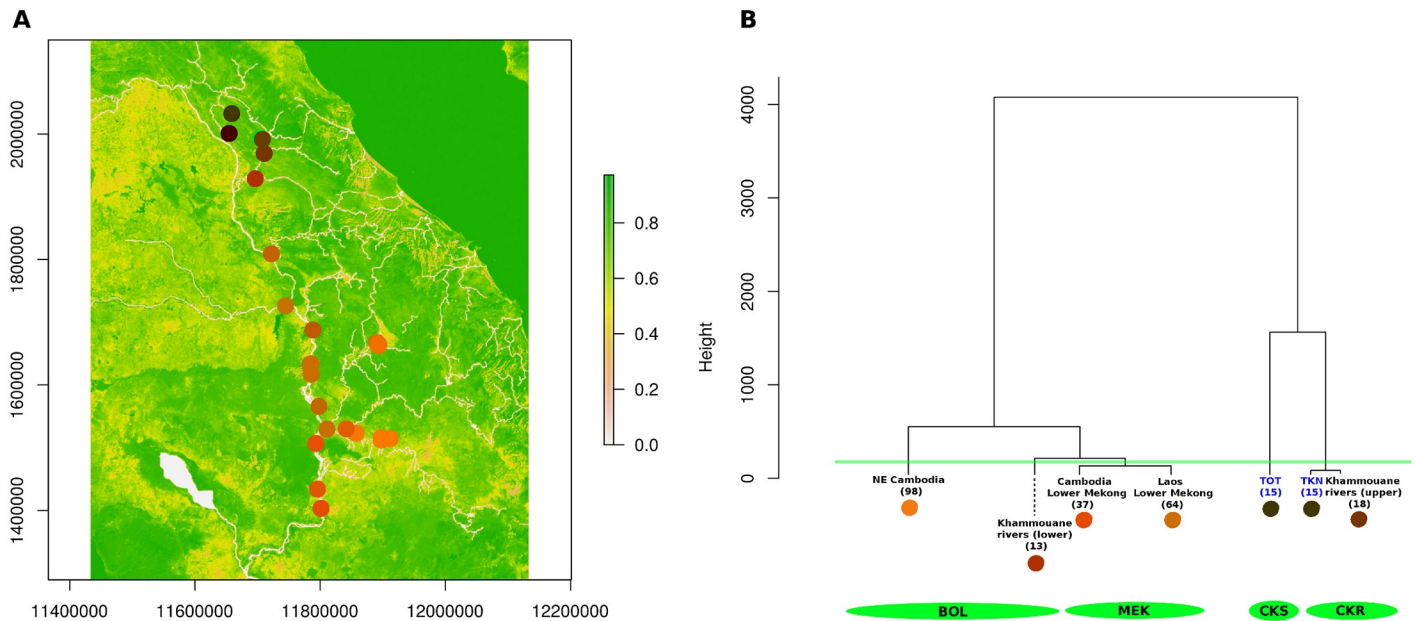 A
2000000
1800000
1600000
1400000
11400000 11600000 11800000 12000000 12200000
0.8
0.6
0.4
0.2
0.0
B
Height
4000
3000
2000
1000
0
NE Cambodia
(98)
Khammouane
rivers (lower)
(13)
Cambodia
Lower Mekong
(37)
Laos
Lower Mekong
(64)
TOT
(15)
TKN
(15)
Khammouane
rivers (upper)
(18)
BOL MEK CKS CKR